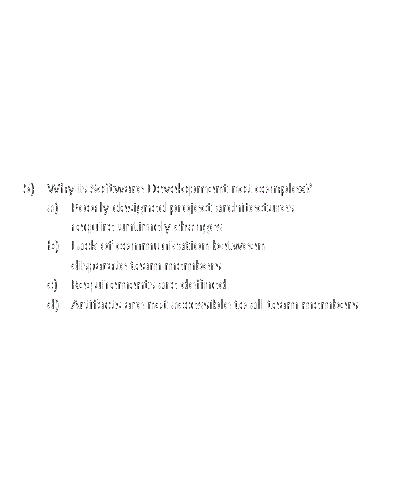 5) Why is Software Development not complex?
a) Poorly designed project architectures
require untimely changes
b) Lack of communication between
disparate team members
c) Requirements are defined
d) Artifacts are not accessible to all team members